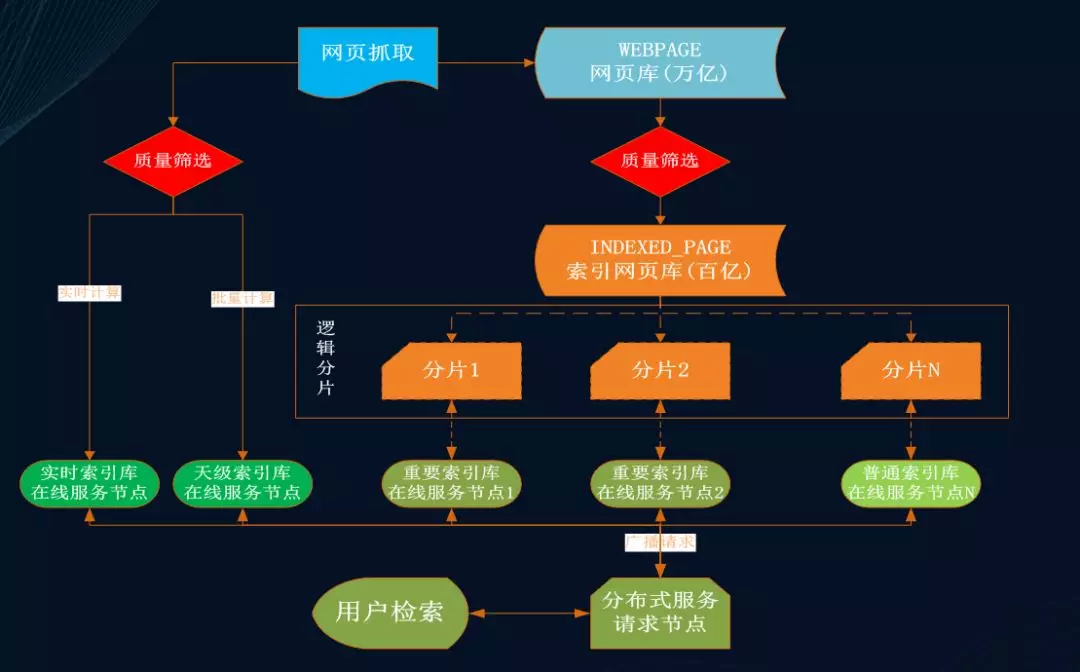 网页抓取
WEBPAGE
网页库(万亿)
质量筛选
质量筛选
INDEXED_PAGE
索引网页库(百亿)
实时计算
批量计算
逻辑分片
分片1
分片2
分片N
实时索引库
在线服务节点
天级索引库
在线服务节点
重要索引库
在线服务节点1
重要索引库
在线服务节点2
普通索引库
在线服务节点N
广播请求
用户检索
分布式服务
请求节点